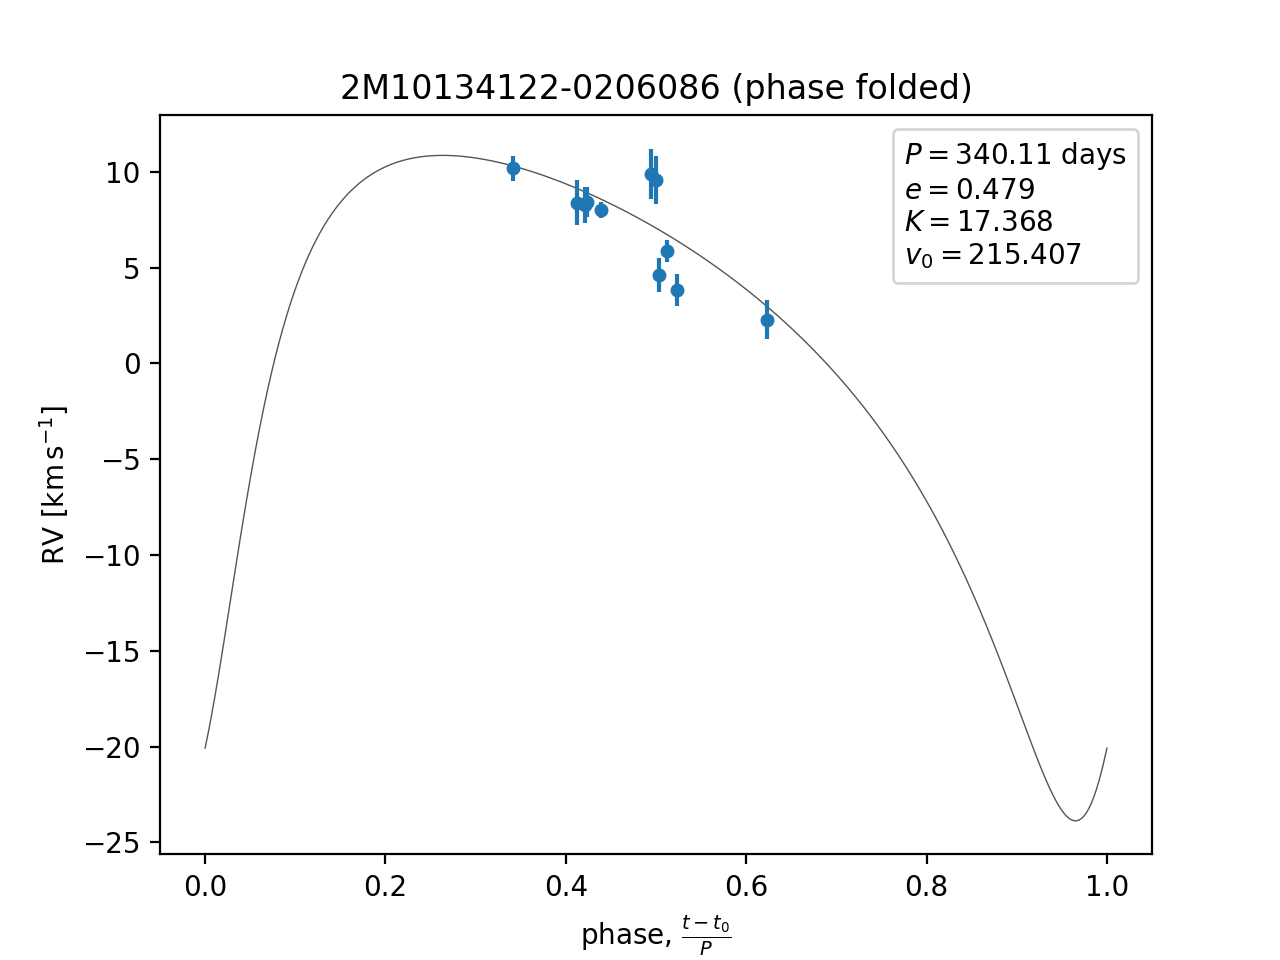 2M10134122-0206086 (phase folded)
P = 340.11 days
e = 0.479
K = 17.368
v₀ = 215.407
RV [km s⁻¹]
10
5
0
−5
−10
−15
−20
−25
0.0 0.2 0.4 0.6 0.8 1.0
phase, (t − t₀)/P